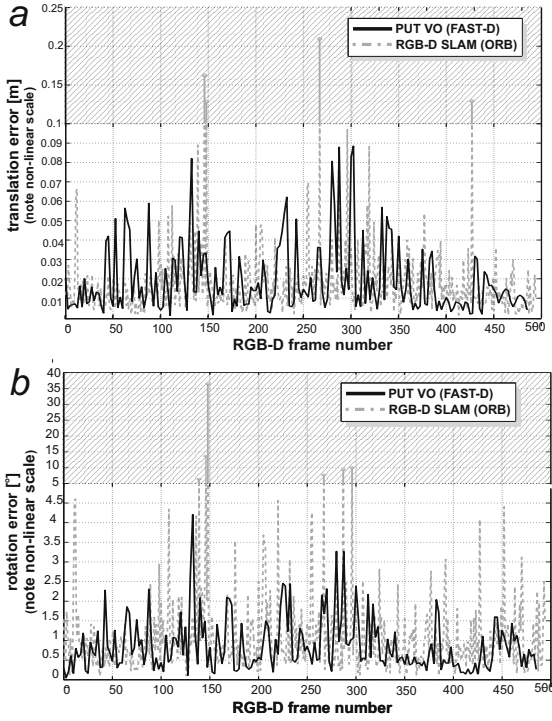 a
0.25
0.2
0.25
0.1
0.09
0.08
0.06
0.05
0.04
0.03
0.02
0.01
translation error [m]
(note non-linear scale)
PUT VO (FAST-D)
RGB-D SLAM (ORB)
0 50 100 150 200 250 300 350 400 450 500
RGB-D frame number
b
40
35
30
25
20
15
10
5
4.5
4
3.5
3
2.5
2
1.5
1
0.5
0
rotation error [°]
(note non-linear scale)
PUT VO (FAST-D)
RGB-D SLAM (ORB)
0 50 100 150 200 250 300 350 400 450 500
RGB-D frame number